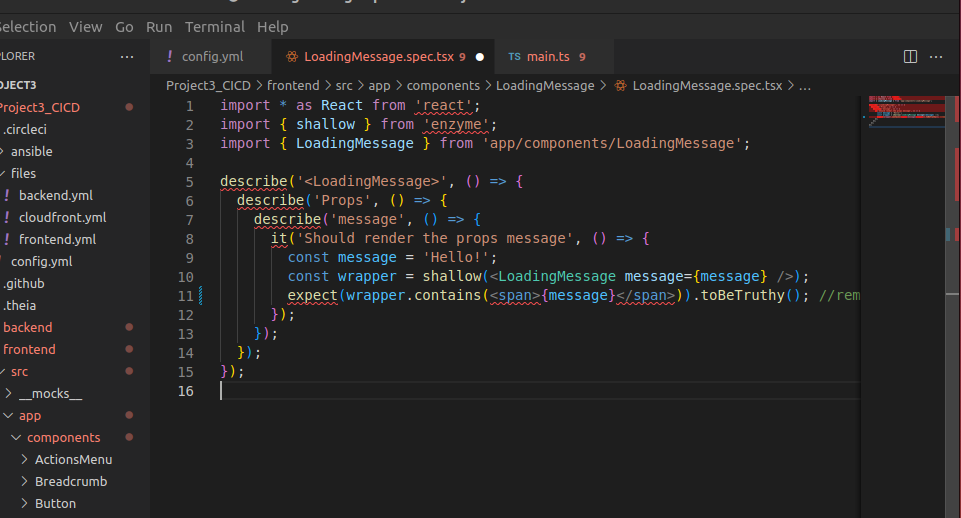 Selection View Go Run Terminal Help
PLORER ...
! config.yml LoadingMessage.spec.tsx 9 TS main.ts 9 ...
OJECT3
Project3_CICD > frontend > src > app > components > LoadingMessage > LoadingMessage.spec.tsx > ...
Project3_CICD
.circleci
> ansible
files
! backend.yml
! cloudfront.yml
! frontend.yml
! config.yml
.github
.theia
backend
frontend
src
> __mocks__
app
components
> ActionsMenu
> Breadcrumb
> Button
1 import * as React from 'react';
2 import { shallow } from 'enzyme';
3 import { LoadingMessage } from 'app/components/LoadingMessage';
4
5 describe('<LoadingMessage>', () => {
6 describe('Props', () => {
7 describe('message', () => {
8 it('Should render the props message', () => {
9 const message = 'Hello!';
10 const wrapper = shallow(<LoadingMessage message={message} />);
11 expect(wrapper.contains(<span>{message}</span>)).toBeTruthy(); //rem
12 });
13 });
14 });
15 });
16